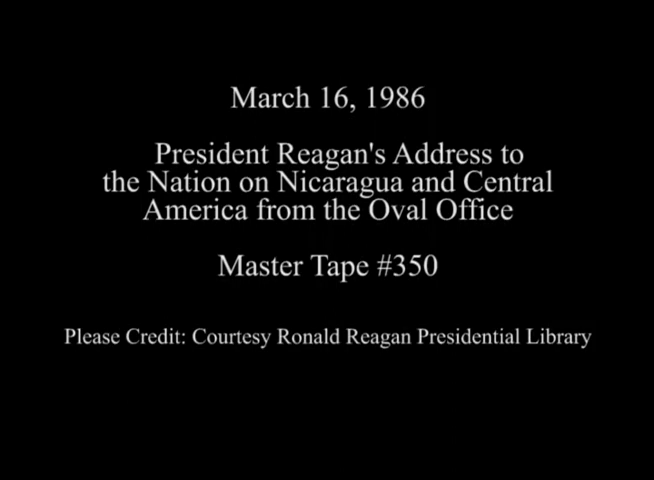 March 16, 1986
President Reagan's Address to
the Nation on Nicaragua and Central
America from the Oval Office
Master Tape #350
Please Credit: Courtesy Ronald Reagan Presidential Library